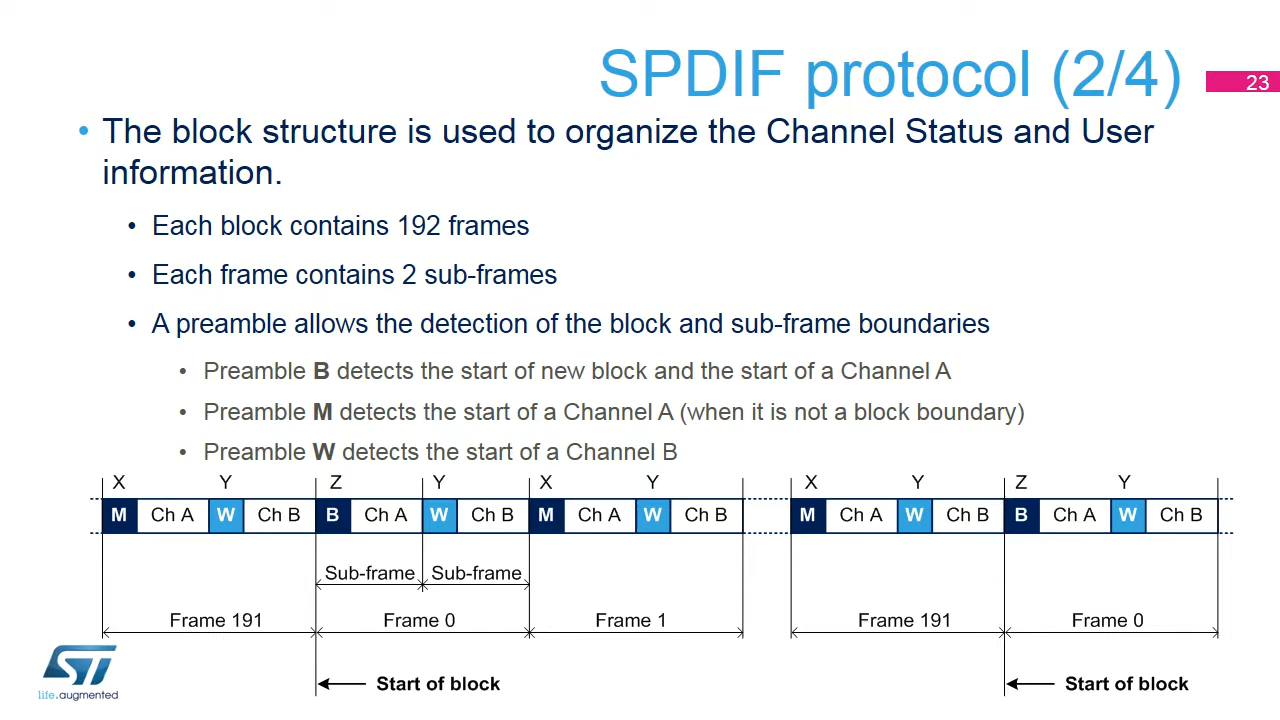 SPDIF protocol (2/4)
23
• The block structure is used to organize the Channel Status and User
information.
• Each block contains 192 frames
• Each frame contains 2 sub-frames
• A preamble allows the detection of the block and sub-frame boundaries
• Preamble B detects the start of new block and the start of a Channel A
• Preamble M detects the start of a Channel A (when it is not a block boundary)
• Preamble W detects the start of a Channel B
X Y Z Y X Y X Y Z Y
M Ch A W Ch B B Ch A W Ch B M Ch A W Ch B M Ch A W Ch B B Ch A W Ch B
Sub-frame Sub-frame
Frame 191 Frame 0 Frame 1 Frame 191 Frame 0
Start of block Start of block
ST
life.augmented